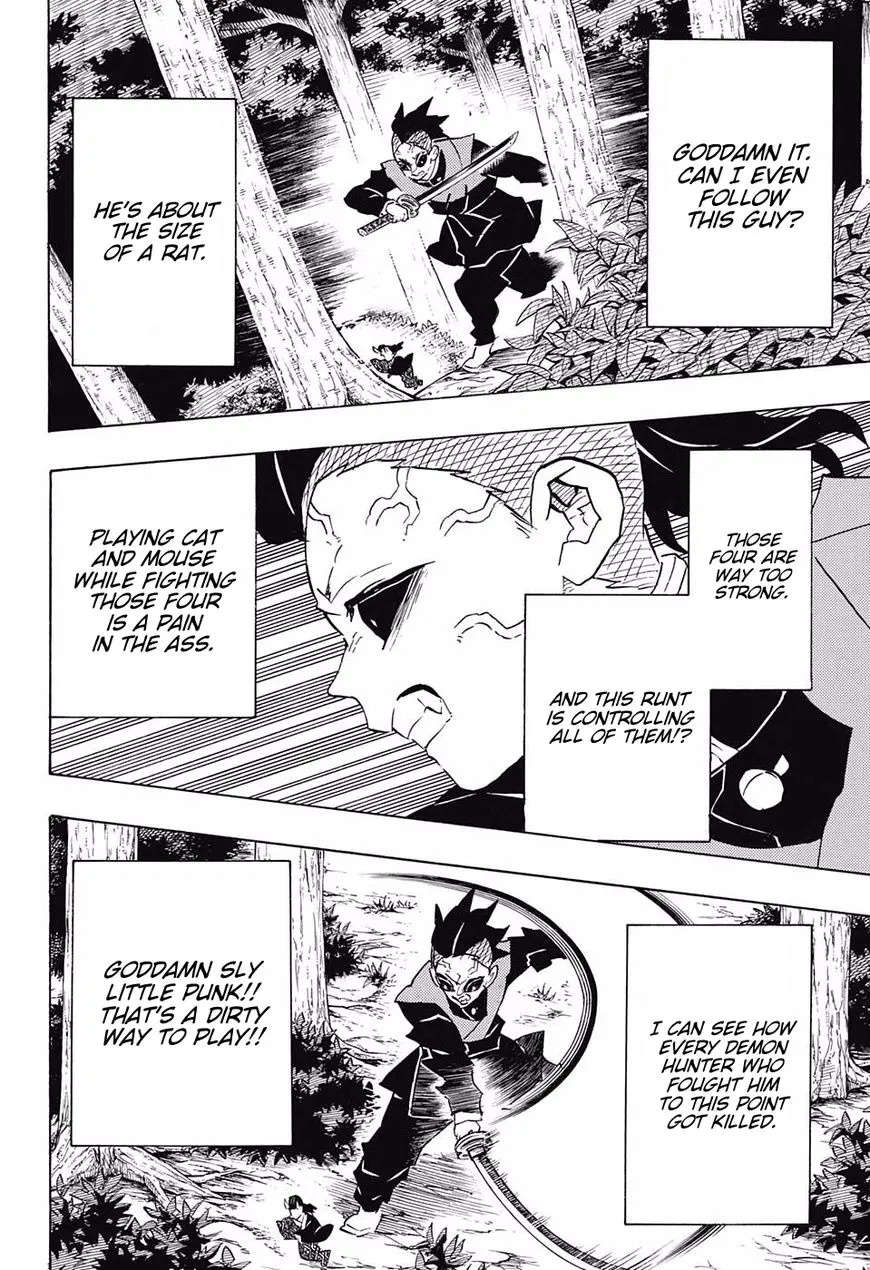 GODDAMN IT.
CAN I EVEN
FOLLOW
THIS GUY?
HE'S ABOUT
THE SIZE
OF A RAT.
THOSE
FOUR ARE
WAY TOO
STRONG.
AND THIS RUNT
IS CONTROLLING
ALL OF THEM!?
PLAYING CAT
AND MOUSE
WHILE FIGHTING
THOSE FOUR
IS A PAIN
IN THE ASS.
I CAN SEE HOW
EVERY DEMON
HUNTER WHO
FOUGHT HIM
TO THIS POINT
GOT KILLED.
GODDAMN SLY
LITTLE PUNK!!
THAT'S A DIRTY
WAY TO PLAY!!